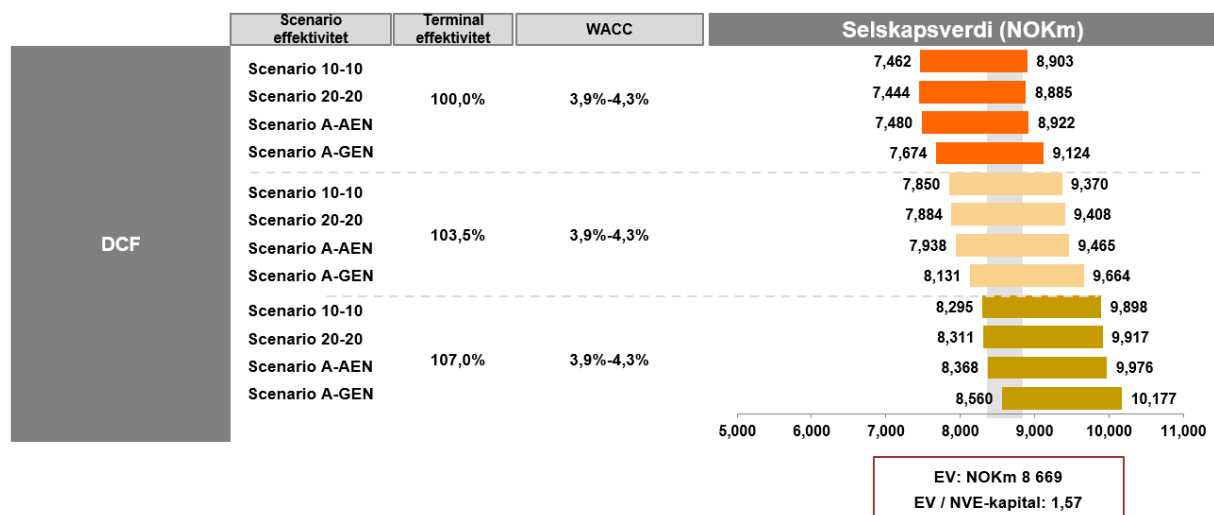 Scenario effektivitet
Terminal effektivitet
WACC
Selskapsverdi (NOKm)
DCF
Scenario 10-10
7,462
8,903
Scenario 20-20
7,444
8,885
100,0%
3,9%-4,3%
Scenario A-AEN
7,480
8,922
Scenario A-GEN
7,674
9,124
Scenario 10-10
7,850
9,370
Scenario 20-20
7,884
9,408
103,5%
3,9%-4,3%
Scenario A-AEN
7,938
9,465
Scenario A-GEN
8,131
9,664
Scenario 10-10
8,295
9,898
Scenario 20-20
8,311
9,917
107,0%
3,9%-4,3%
Scenario A-AEN
8,368
9,976
Scenario A-GEN
8,560
10,177
5,000 6,000 7,000 8,000 9,000 10,000 11,000
EV: NOKm 8 669
EV / NVE-kapital: 1,57